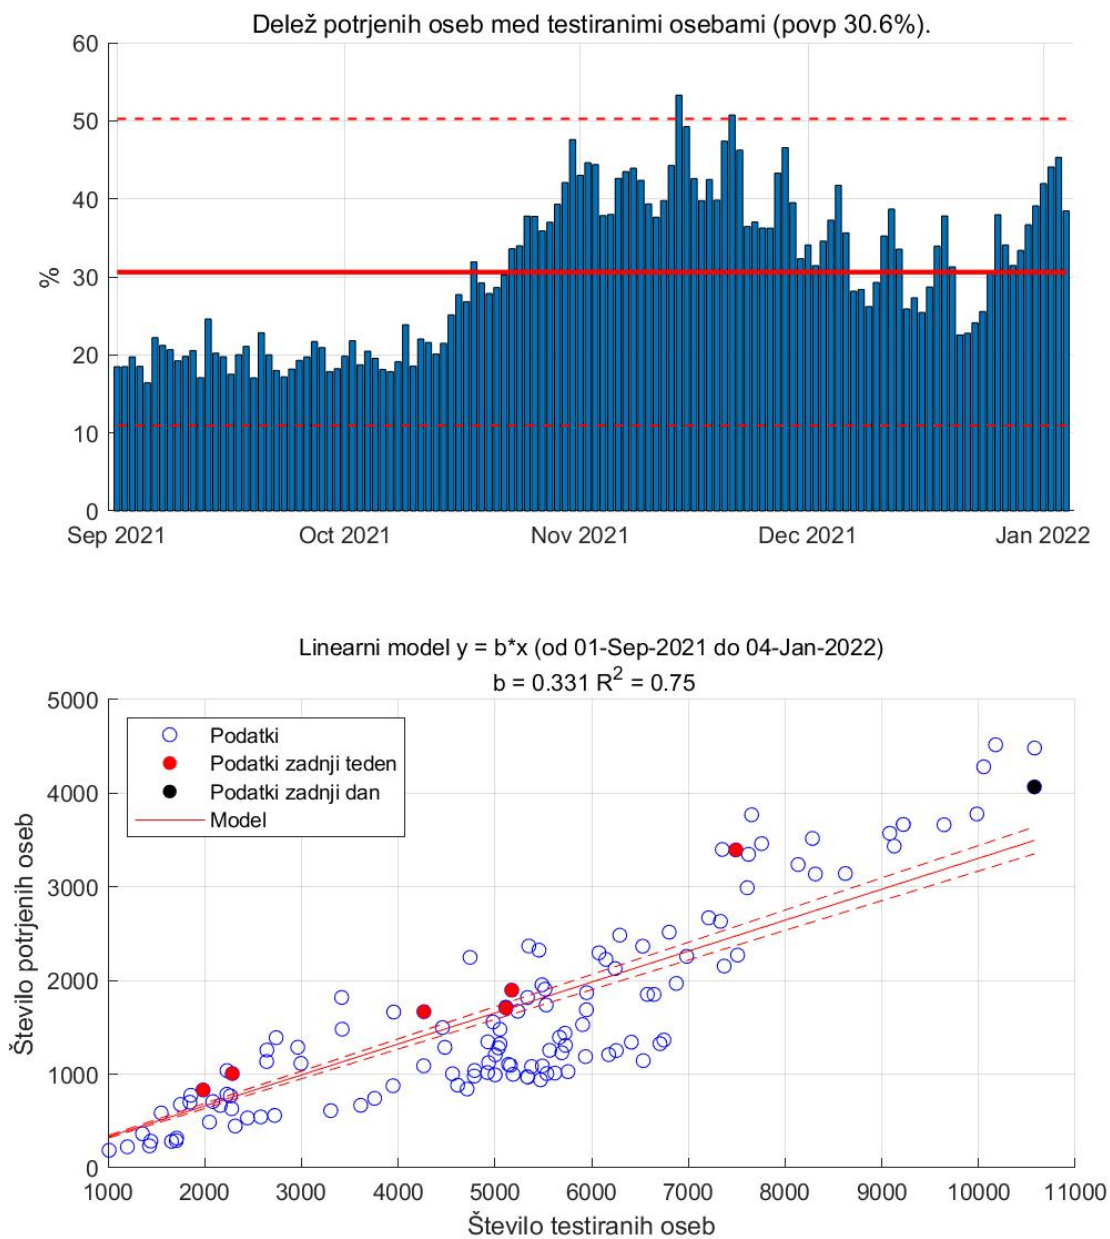 Delež potrjenih oseb med testiranimi osebami (povp 30.6%).
60
50
40
30
20
10
0
%
Sep 2021 Oct 2021 Nov 2021 Dec 2021 Jan 2022
Linearni model y = b*x (od 01-Sep-2021 do 04-Jan-2022)
b = 0.331 R² = 0.75
5000
4000
3000
2000
1000
0
Število potrjenih oseb
Podatki
Podatki zadnji teden
Podatki zadnji dan
Model
1000 2000 3000 4000 5000 6000 7000 8000 9000 10000 11000
Število testiranih oseb